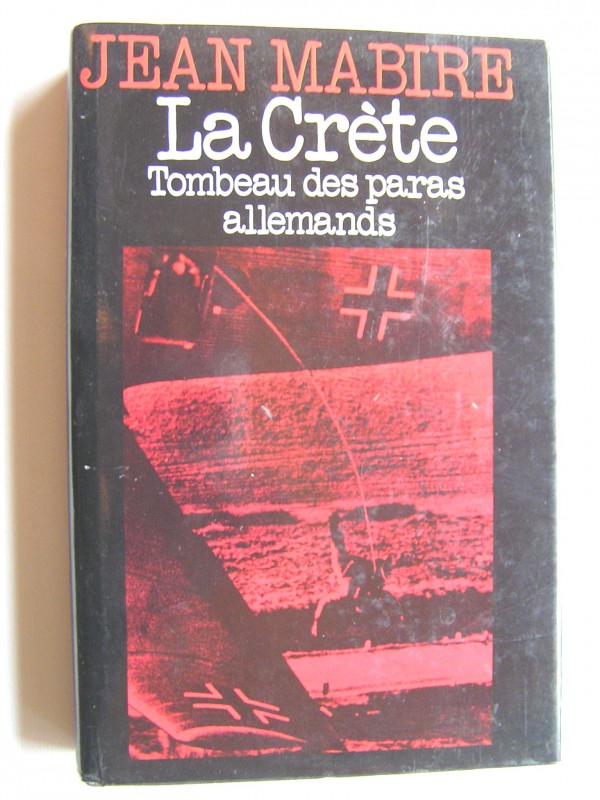 JEAN MABIRE
La Crète
Tombeau des paras
allemands